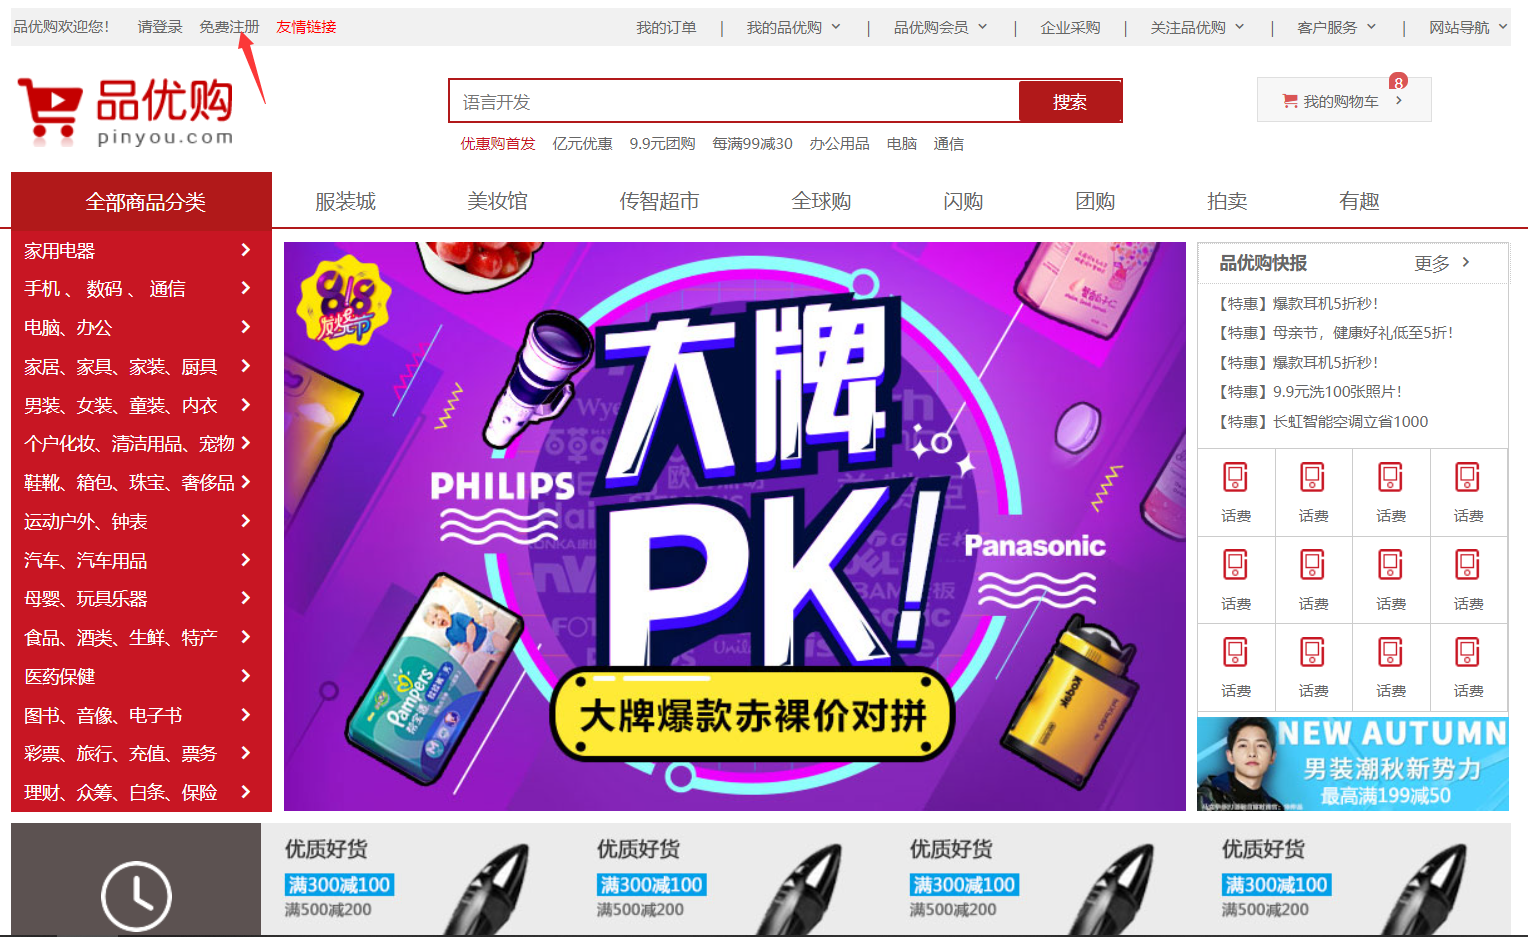 品优购欢迎您！ 请登录 免费注册 友情链接 我的订单 | 我的品优购 | 品优购会员 | 企业采购 | 关注品优购 | 客户服务 | 网站导航
品优购
pinyou.com
语言开发 搜索
8
我的购物车
优惠购首发 亿元优惠 9.9元团购 每满99减30 办公用品 电脑 通信
全部商品分类 服装城 美妆馆 传智超市 全球购 闪购 团购 拍卖 有趣
家用电器
手机 、 数码 、 通信
电脑、办公
家居、家具、家装、厨具
男装、女装、童装、内衣
个户化妆、清洁用品、宠物
鞋靴、箱包、珠宝、奢侈品
运动户外、钟表
汽车、汽车用品
母婴、玩具乐器
食品、酒类、生鲜、特产
医药保健
图书、音像、电子书
彩票、旅行、充值、票务
理财、众筹、白条、保险
大牌
PK!
PHILIPS
Panasonic
Pampers
Kodak
大牌爆款赤裸价对拼
品优购快报 更多
【特惠】爆款耳机5折秒！
【特惠】母亲节，健康好礼低至5折！
【特惠】爆款耳机5折秒！
【特惠】9.9元洗100张照片！
【特惠】长虹智能空调立省1000
话费 话费 话费 话费
话费 话费 话费 话费
话费 话费 话费 话费
NEW AUTUMN
男装潮秋新势力
最高满199减50
优质好货 优质好货 优质好货 优质好货
满300减100 满300减100 满300减100 满300减100
满500减200 满500减200 满500减200 满500减200